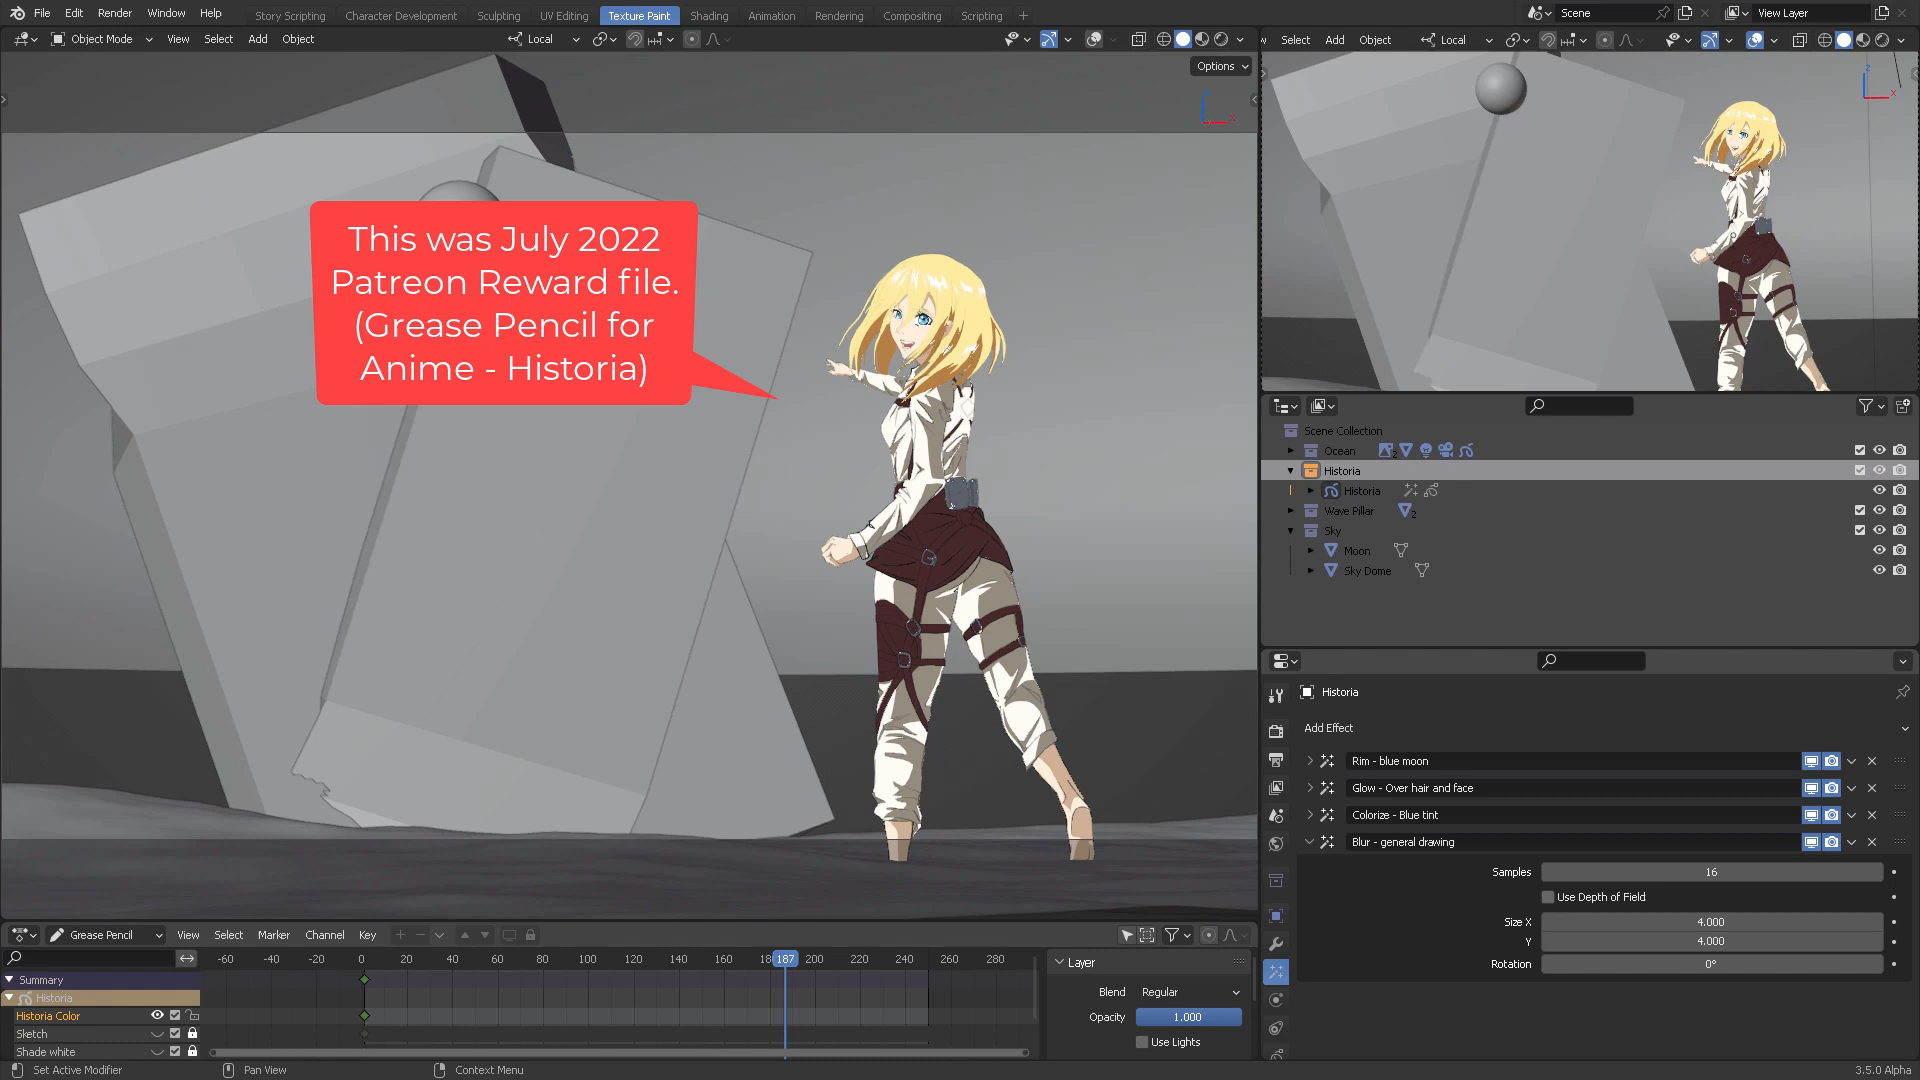 File Edit Render Window Help
Story Scripting Character Development Sculpting UV Editing Texture Paint Shading Animation Rendering Compositing Scripting +
Scene View Layer
Object Mode View Select Add Object Local
Select Add Object Local
Options
Z
X
This was July 2022
Patreon Reward file.
(Grease Pencil for
Anime - Historia)
Scene Collection
Ocean 2
Historia
Historia
Wave Pillar 2
Sky
Moon
Sky Dome
Historia
Add Effect
Rim - blue moon
Glow - Over hair and face
Colorize - Blue tint
Blur - general drawing
Samples 16
Use Depth of Field
Size X 4.000
Y 4.000
Rotation 0°
Grease Pencil View Select Marker Channel Key
-60 -40 -20 0 20 40 60 80 100 120 140 160 187 200 220 240 260 280
Summary
Historia
Historia Color
Sketch
Shade white
Layer
Blend Regular
Opacity 1.000
Use Lights
Set Active Modifier Pan View Context Menu 3.5.0 Alpha